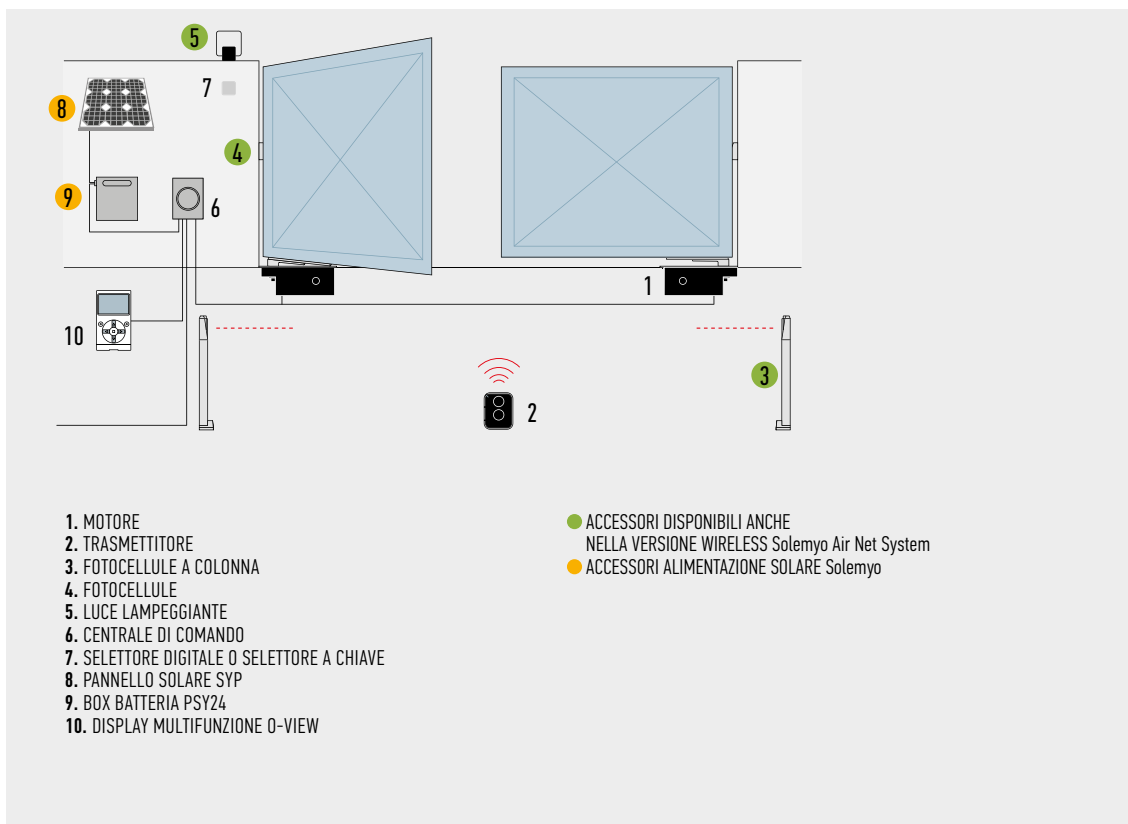 5
7
8
4
9
6
1
10
3
2
1. MOTORE
2. TRASMETTITORE
3. FOTOCELLULE A COLONNA
4. FOTOCELLULE
5. LUCE LAMPEGGIANTE
6. CENTRALE DI COMANDO
7. SELETTORE DIGITALE O SELETTORE A CHIAVE
8. PANNELLO SOLARE SYP
9. BOX BATTERIA PSY24
10. DISPLAY MULTIFUNZIONE O-VIEW
ACCESSORI DISPONIBILI ANCHE
NELLA VERSIONE WIRELESS Solemyo Air Net System
ACCESSORI ALIMENTAZIONE SOLARE Solemyo